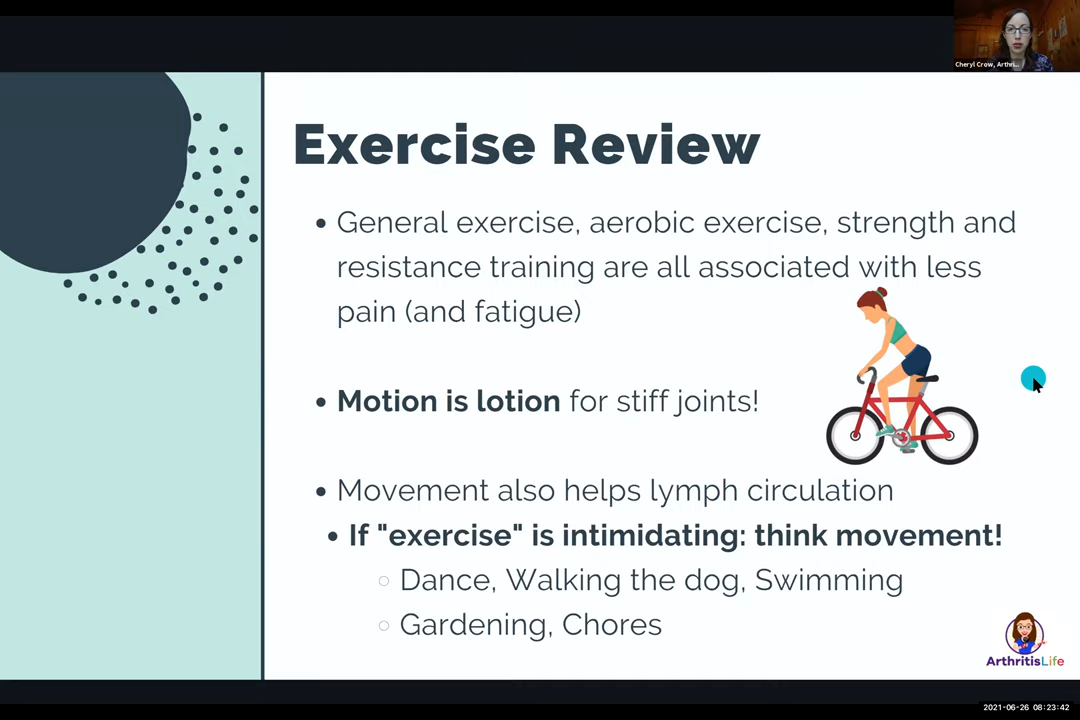 Cheryl Crow, Arthri...
Exercise Review
• General exercise, aerobic exercise, strength and
resistance training are all associated with less
pain (and fatigue)
• Motion is lotion for stiff joints!
• Movement also helps lymph circulation
• If "exercise" is intimidating: think movement!
○ Dance, Walking the dog, Swimming
○ Gardening, Chores
ArthritisLife
2021-06-26 08:23:42